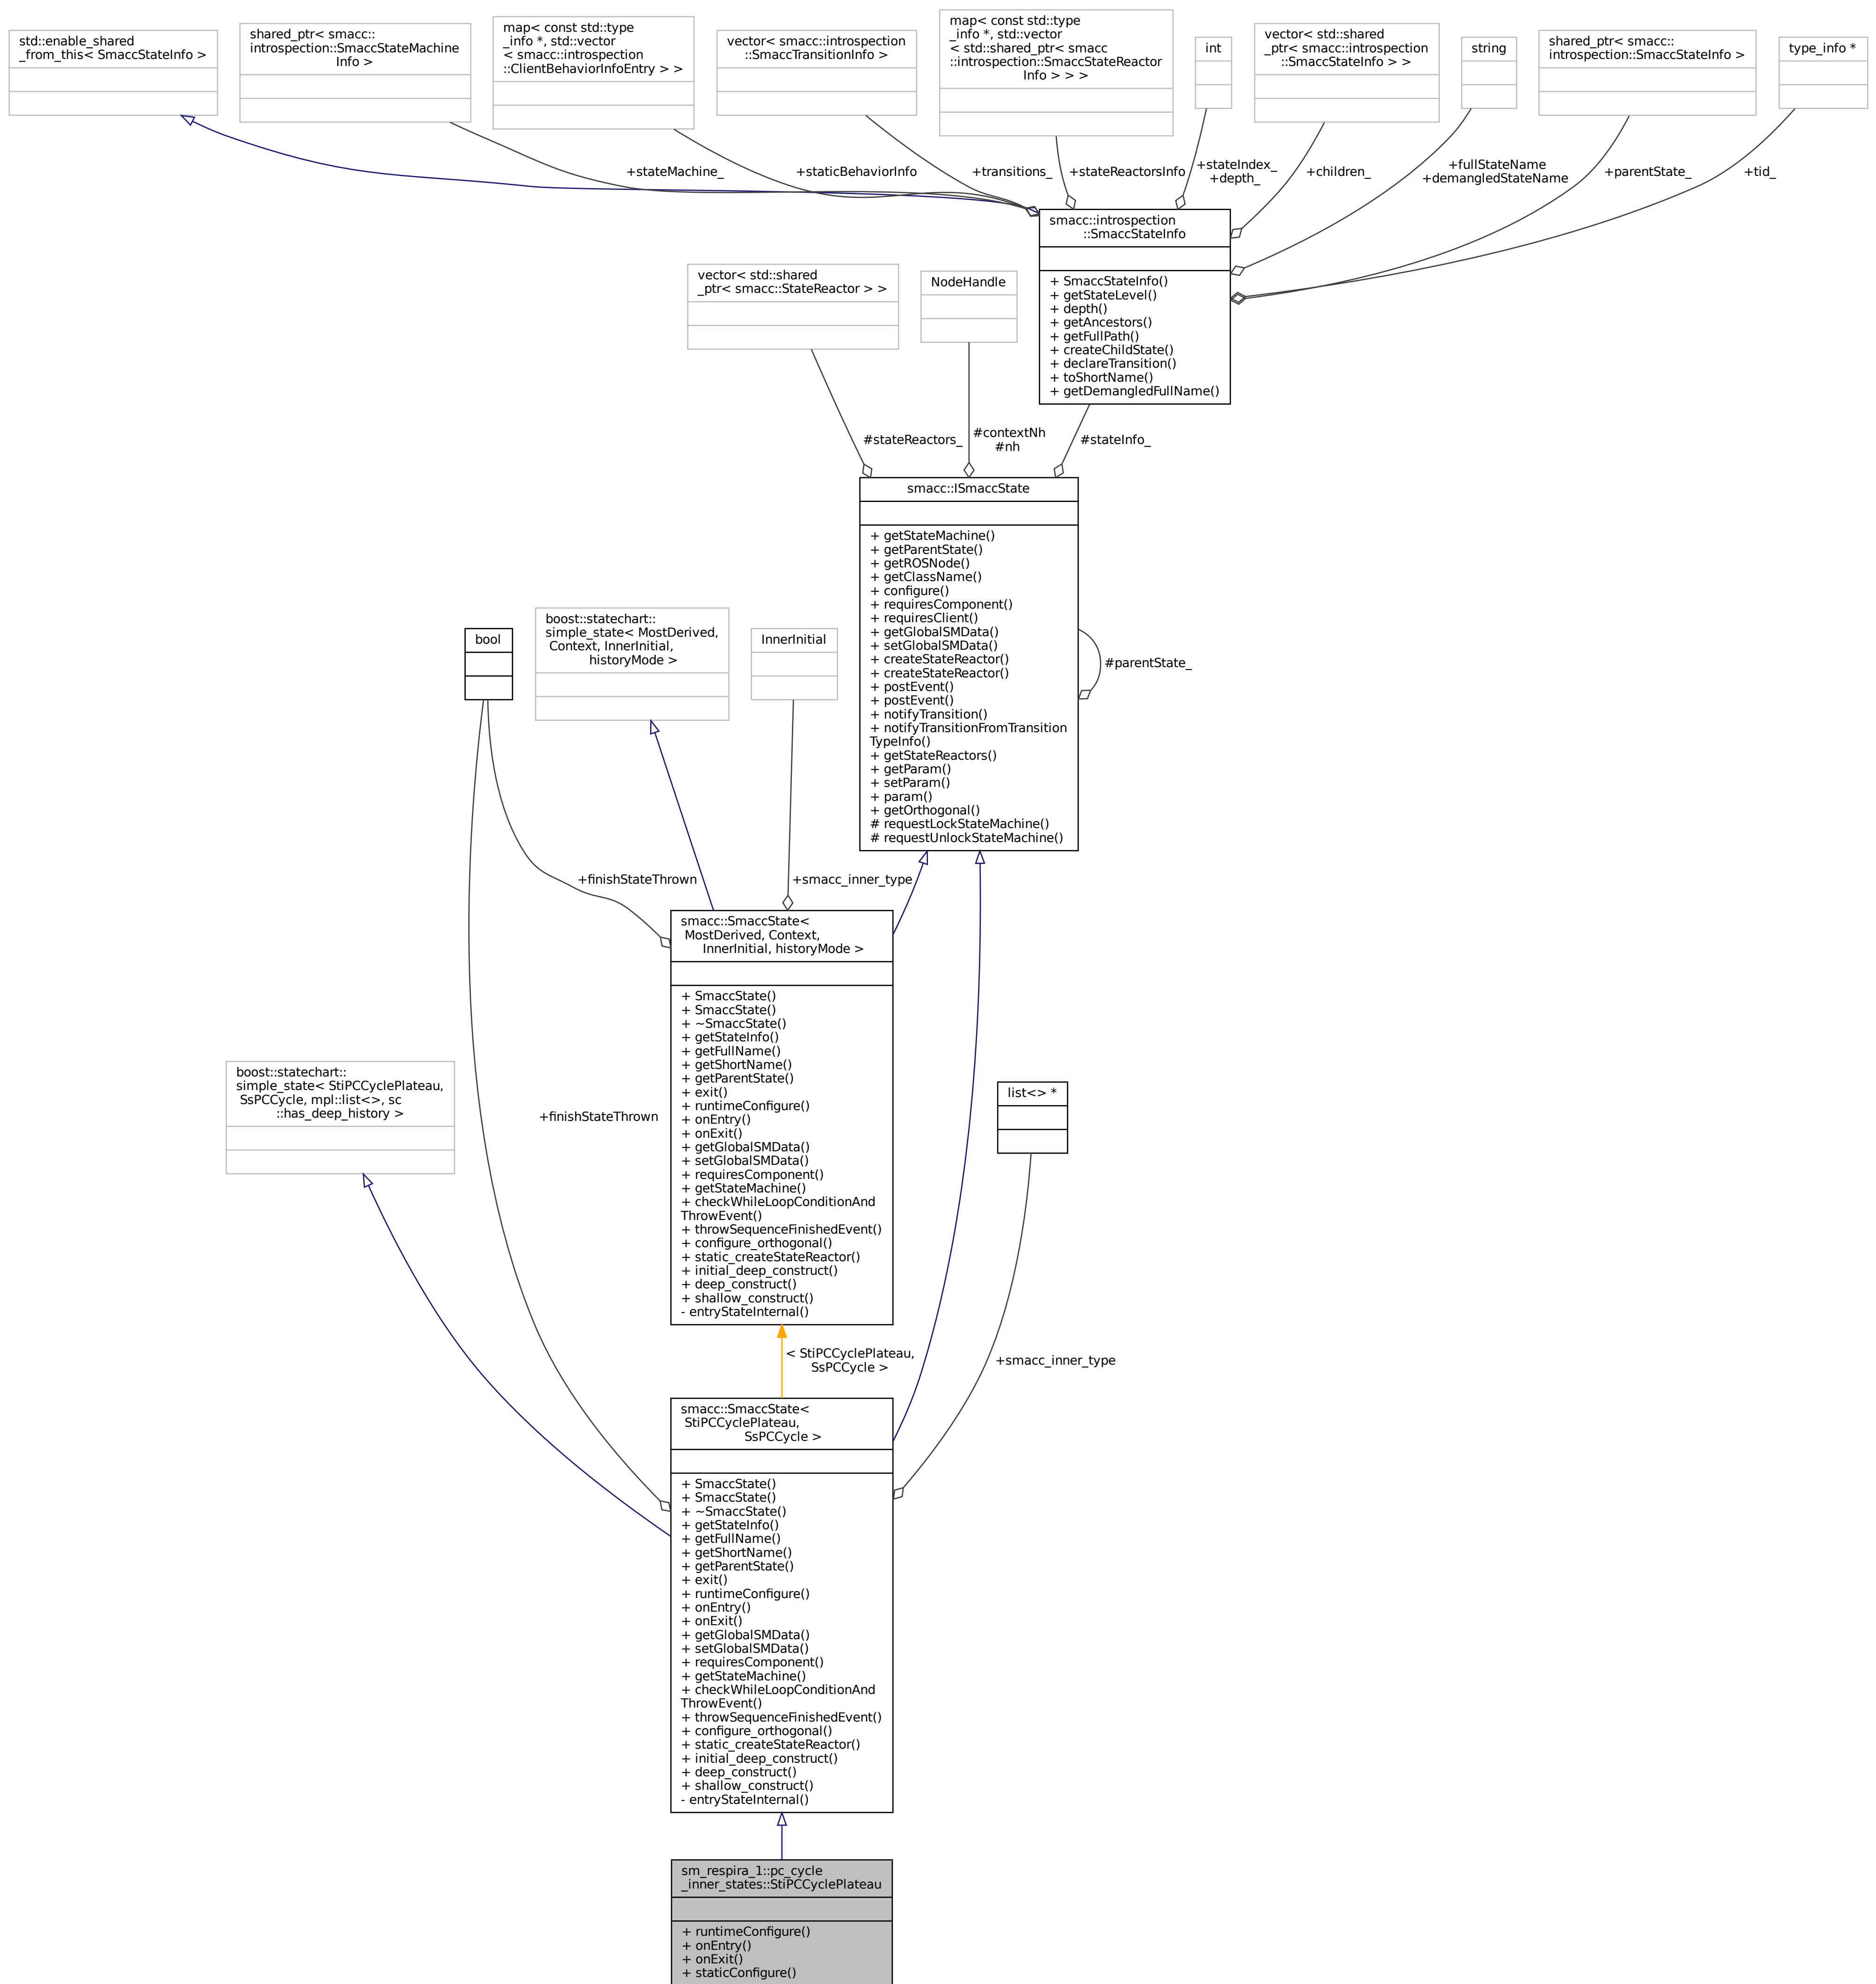 std::enable_shared
_from_this< SmaccStateInfo >
shared_ptr< smacc::
introspection::SmaccStateMachine
Info >
map< const std::type
_info *, std::vector
< smacc::introspection
::ClientBehaviorInfoEntry > >
vector< smacc::introspection
::SmaccTransitionInfo >
map< const std::type
_info *, std::vector
< std::shared_ptr< smacc
::introspection::SmaccStateReactor
Info > > >
int
vector< std::shared
_ptr< smacc::introspection
::SmaccStateInfo > >
string
shared_ptr< smacc::
introspection::SmaccStateInfo >
type_info *
+stateMachine_
+staticBehaviorInfo
+transitions_
+stateReactorsInfo
+stateIndex_
+depth_
+children_
+fullStateName
+demangledStateName
+parentState_
+tid_
smacc::introspection
::SmaccStateInfo
+ SmaccStateInfo()
+ getStateLevel()
+ depth()
+ getAncestors()
+ getFullPath()
+ createChildState()
+ declareTransition()
+ toShortName()
+ getDemangledFullName()
vector< std::shared
_ptr< smacc::StateReactor > >
NodeHandle
#stateReactors_
#contextNh
#nh
#stateInfo_
smacc::ISmaccState
+ getStateMachine()
+ getParentState()
+ getROSNode()
+ getClassName()
+ configure()
+ requiresComponent()
+ requiresClient()
+ getGlobalSMData()
+ setGlobalSMData()
+ createStateReactor()
+ createStateReactor()
+ postEvent()
+ postEvent()
+ notifyTransition()
+ notifyTransitionFromTransition
TypeInfo()
+ getStateReactors()
+ getParam()
+ setParam()
+ param()
+ getOrthogonal()
# requestLockStateMachine()
# requestUnlockStateMachine()
#parentState_
bool
boost::statechart::
simple_state< MostDerived,
Context, InnerInitial,
historyMode >
InnerInitial
+finishStateThrown
+smacc_inner_type
smacc::SmaccState<
MostDerived, Context,
InnerInitial, historyMode >
+ SmaccState()
+ SmaccState()
+ ~SmaccState()
+ getStateInfo()
+ getFullName()
+ getShortName()
+ getParentState()
+ exit()
+ runtimeConfigure()
+ onEntry()
+ onExit()
+ getGlobalSMData()
+ setGlobalSMData()
+ requiresComponent()
+ getStateMachine()
+ checkWhileLoopConditionAnd
ThrowEvent()
+ throwSequenceFinishedEvent()
+ configure_orthogonal()
+ static_createStateReactor()
+ initial_deep_construct()
+ deep_construct()
+ shallow_construct()
- entryStateInternal()
boost::statechart::
simple_state< StiPCCyclePlateau,
SsPCCycle, mpl::list<>, sc
::has_deep_history >
+finishStateThrown
list<> *
< StiPCCyclePlateau,
SsPCCycle >
+smacc_inner_type
smacc::SmaccState<
StiPCCyclePlateau,
SsPCCycle >
+ SmaccState()
+ SmaccState()
+ ~SmaccState()
+ getStateInfo()
+ getFullName()
+ getShortName()
+ getParentState()
+ exit()
+ runtimeConfigure()
+ onEntry()
+ onExit()
+ getGlobalSMData()
+ setGlobalSMData()
+ requiresComponent()
+ getStateMachine()
+ checkWhileLoopConditionAnd
ThrowEvent()
+ throwSequenceFinishedEvent()
+ configure_orthogonal()
+ static_createStateReactor()
+ initial_deep_construct()
+ deep_construct()
+ shallow_construct()
- entryStateInternal()
sm_respira_1::pc_cycle
_inner_states::StiPCCyclePlateau
+ runtimeConfigure()
+ onEntry()
+ onExit()
+ staticConfigure()